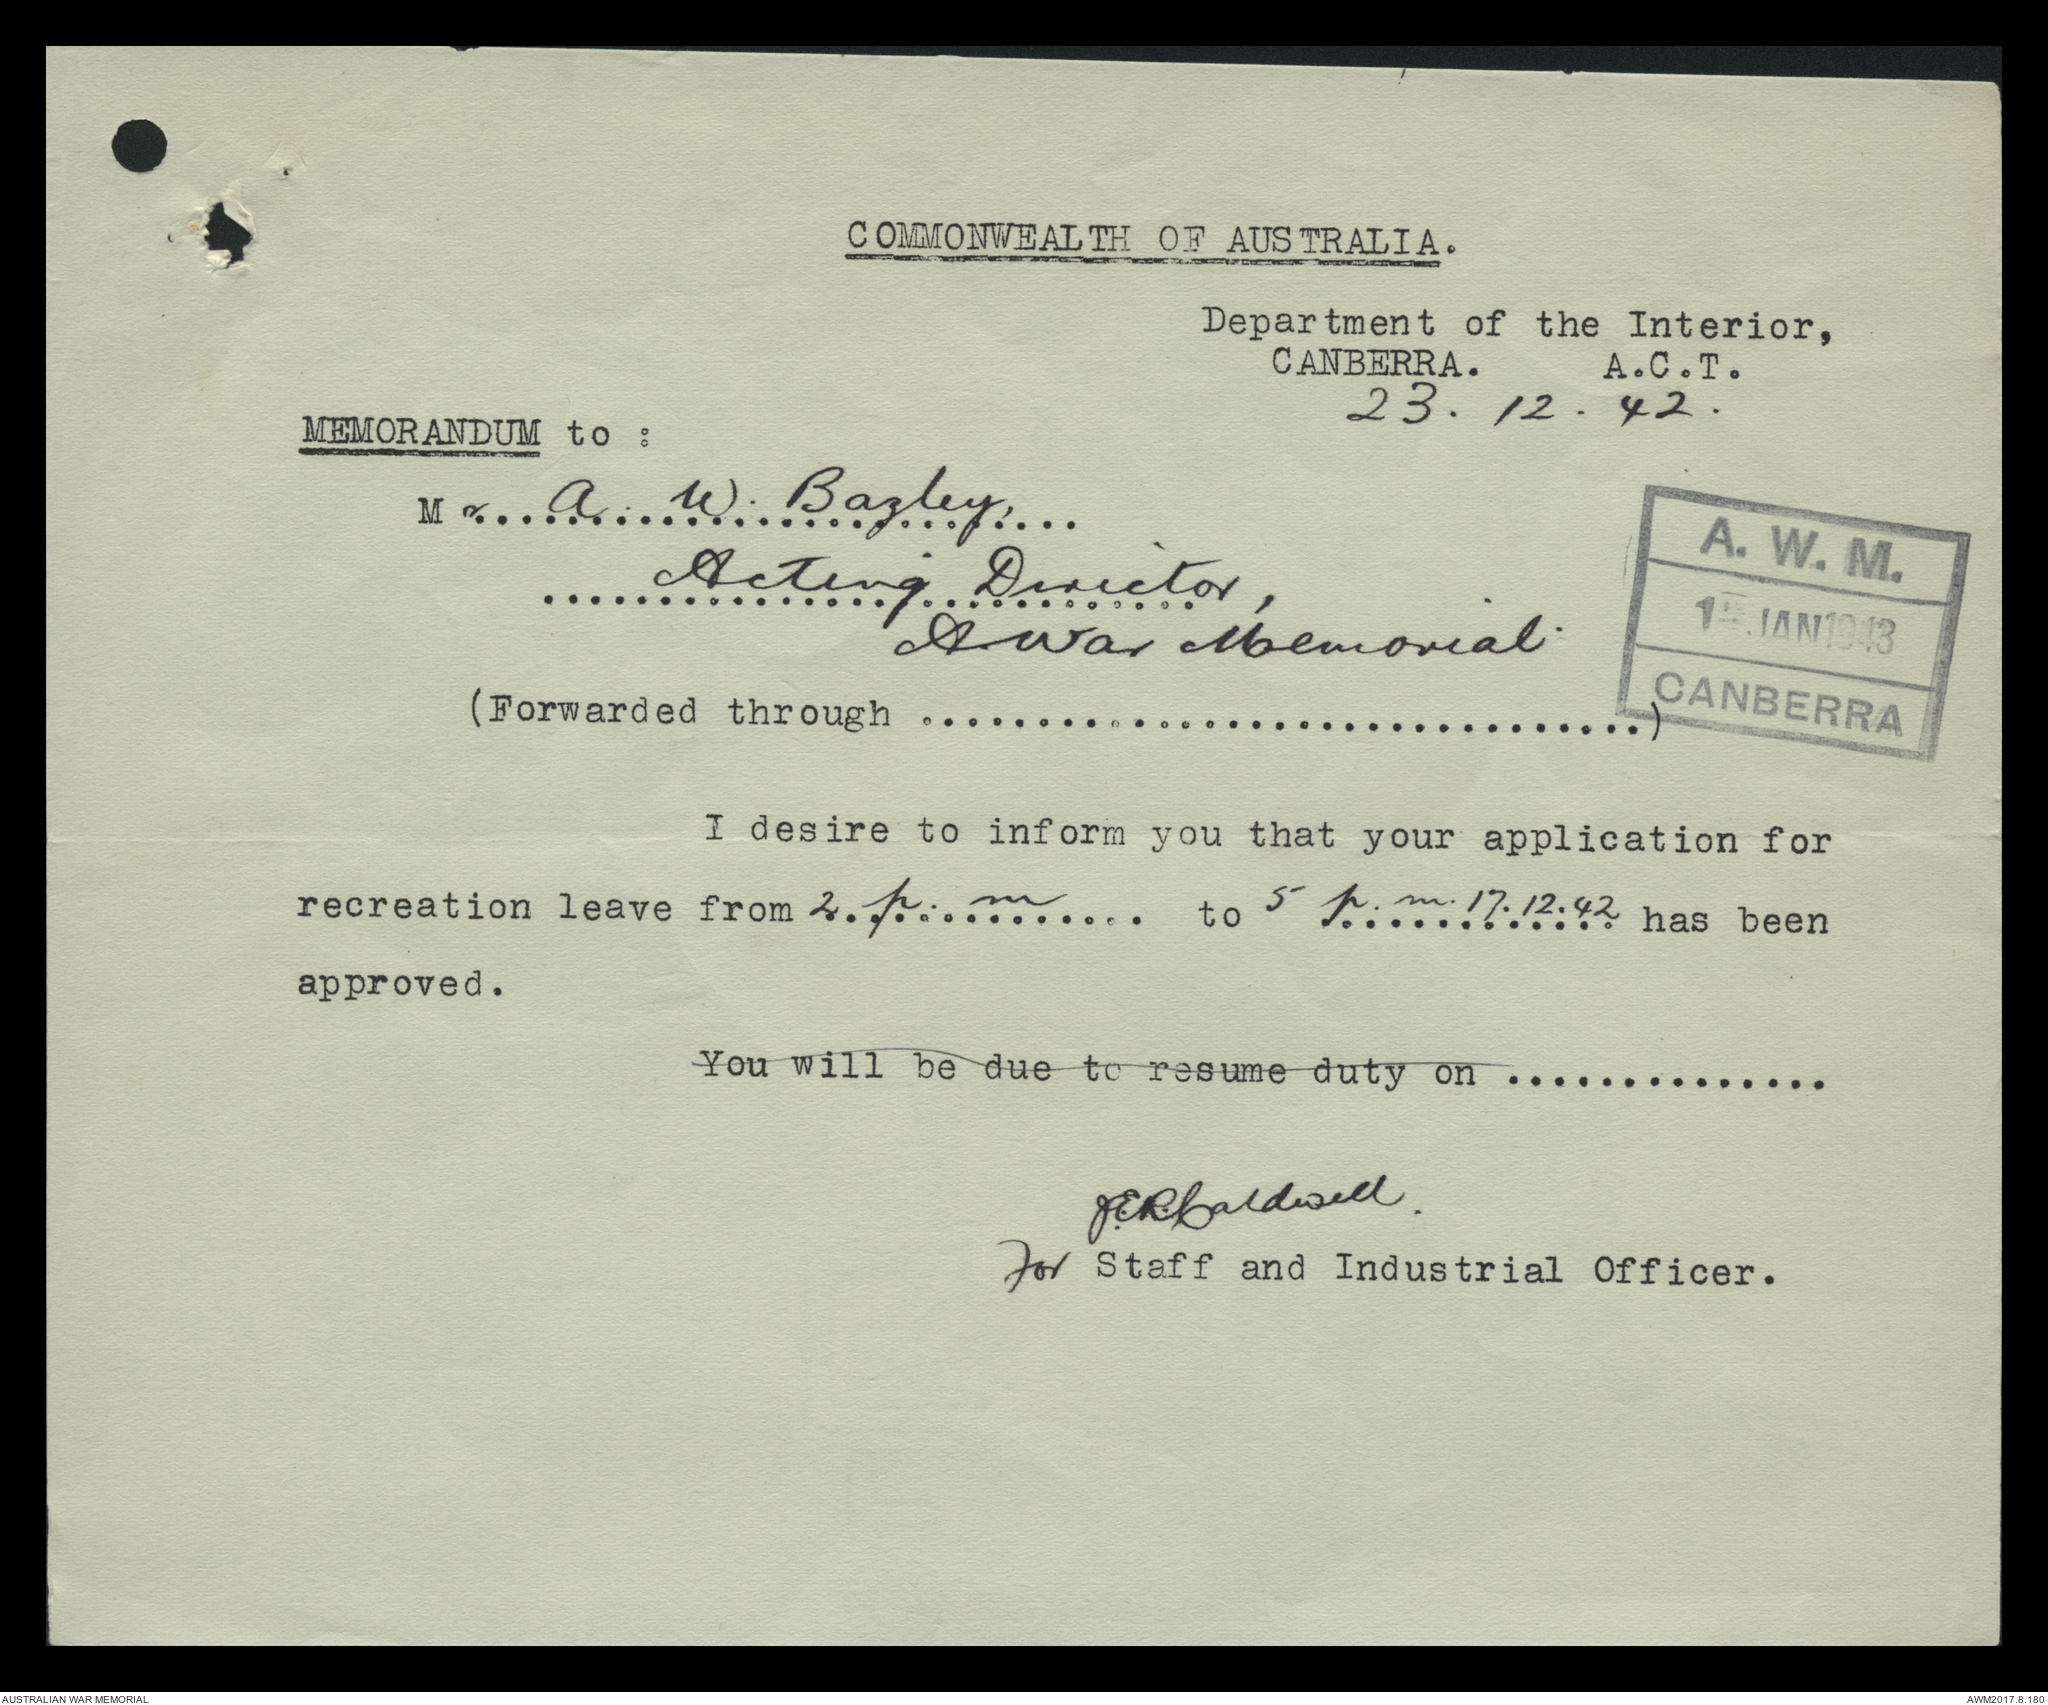 COMMONWEALTH OF AUSTRALIA.
Department of the Interior,
CANBERRA. A.C.T.
23. 12. 42.
MEMORANDUM to :
Mr. A. W. Bazley,
Acting Director,
A War Memorial.
A. W. M.
JAN 1943
CANBERRA
(Forwarded through ................................)
I desire to inform you that your application for
recreation leave from 2 p. m ............ to 5 p. m. 17.12.42 has been
approved.
You will be due to resume duty on ..............
J.E.R. Caldwell.
For Staff and Industrial Officer.
AUSTRALIAN WAR MEMORIAL
AWM2017.8.180